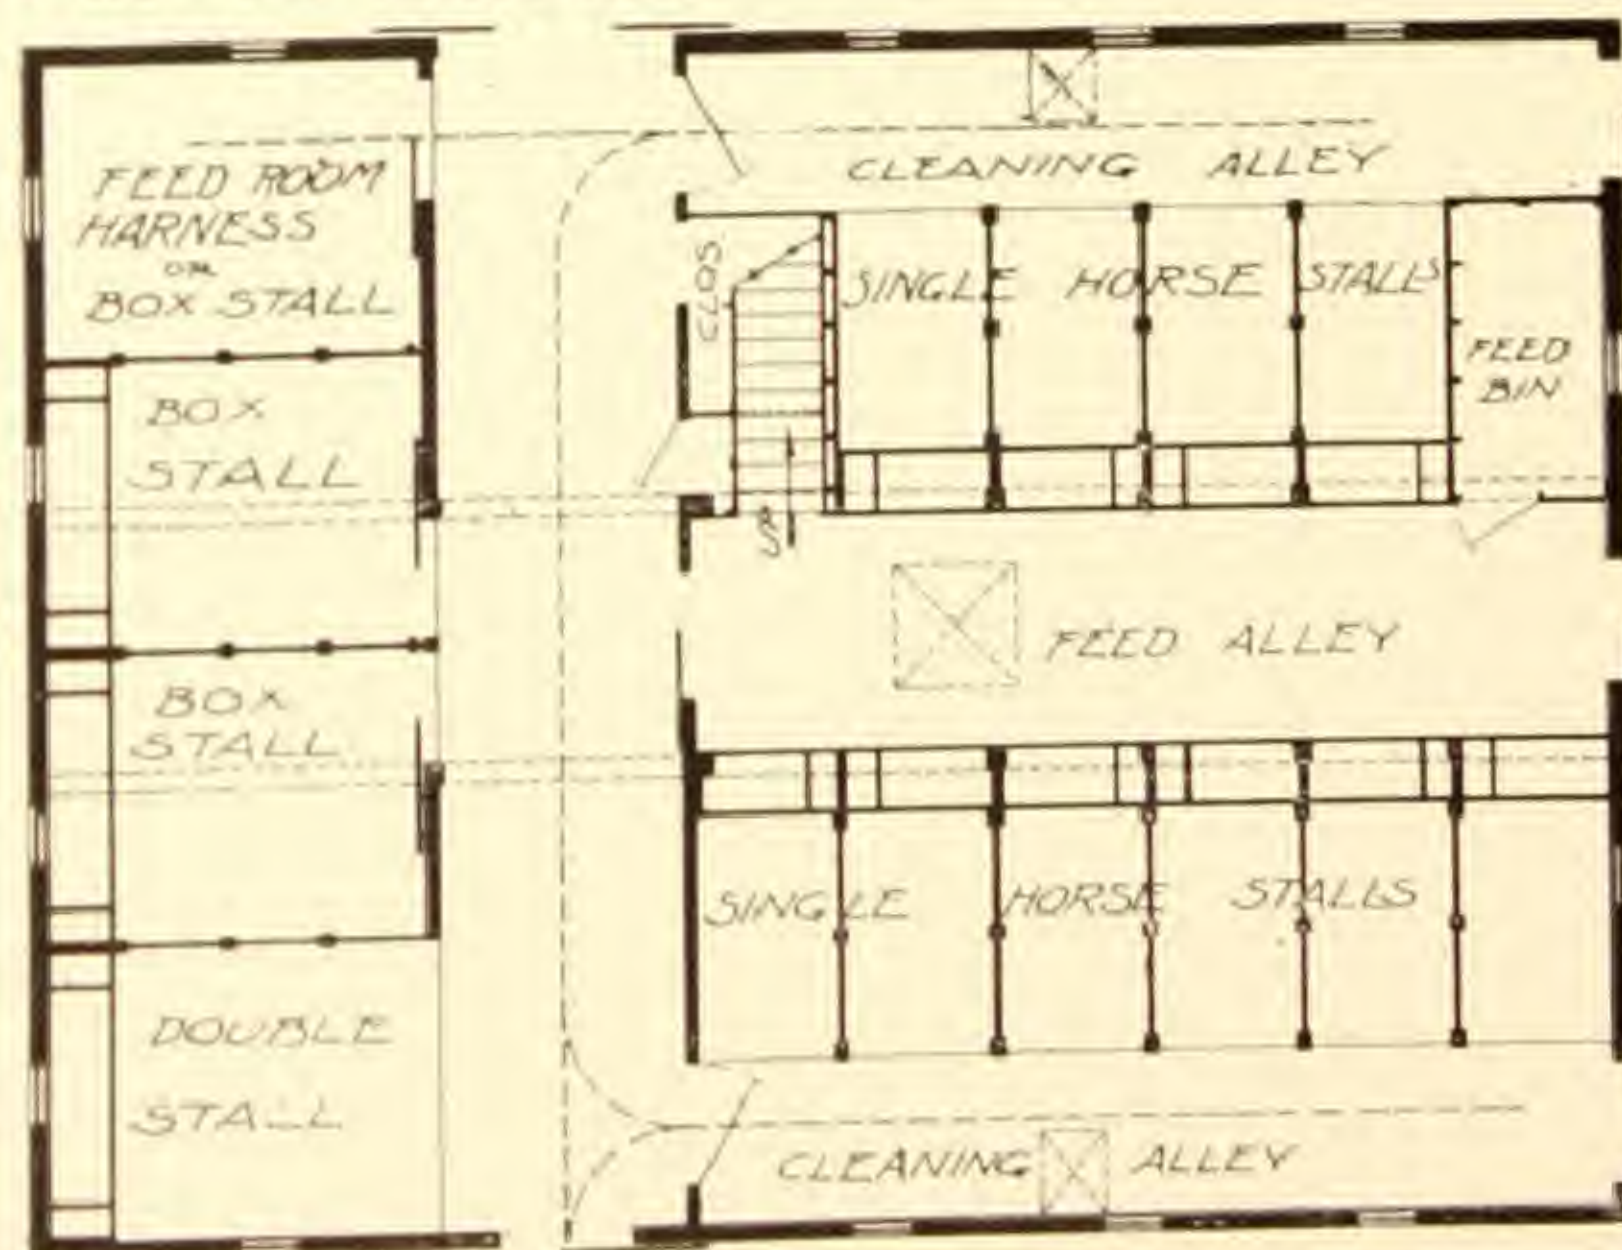 FEED ROOM
HARNESS
OR
BOX STALL
BOX
STALL
BOX
STALL
DOUBLE
STALL
CLEANING ALLEY
CLOS.
SINGLE HORSE STALLS
FEED
BIN
UP
FEED ALLEY
SINGLE HORSE STALLS
CLEANING ALLEY